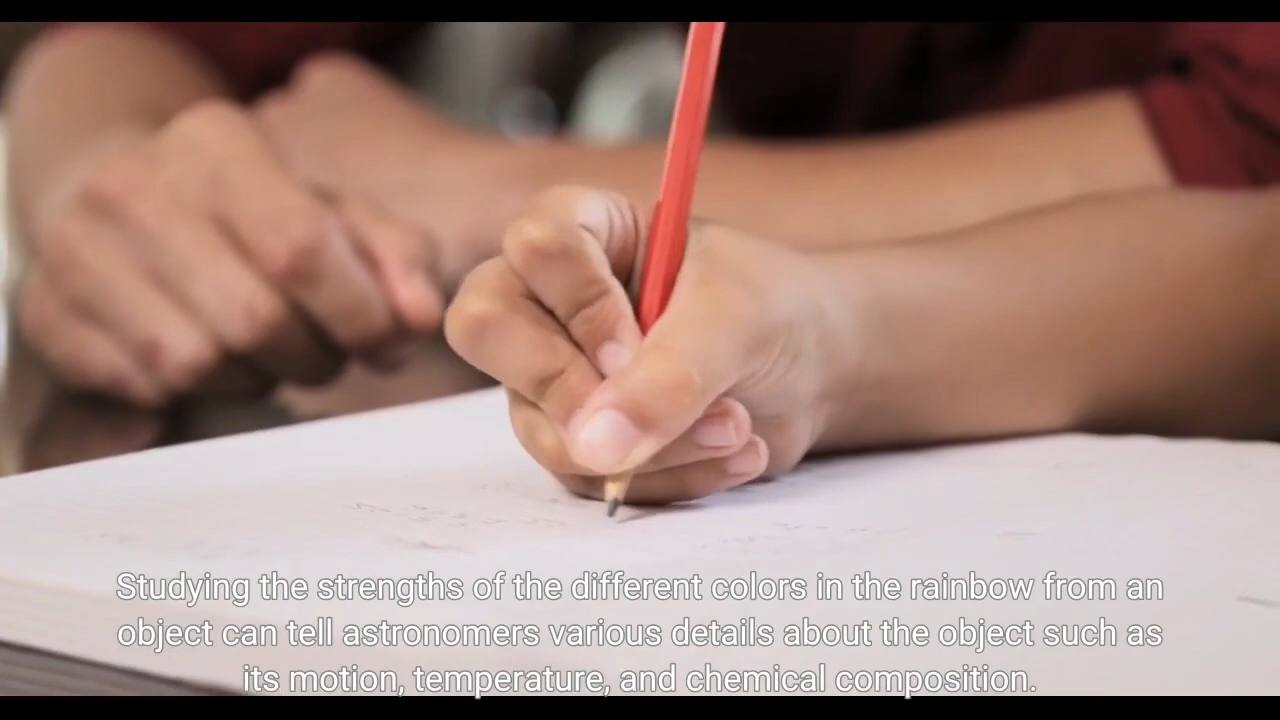 Studying the strengths of the different colors in the rainbow from an
object can tell astronomers various details about the object such as
its motion, temperature, and chemical composition.